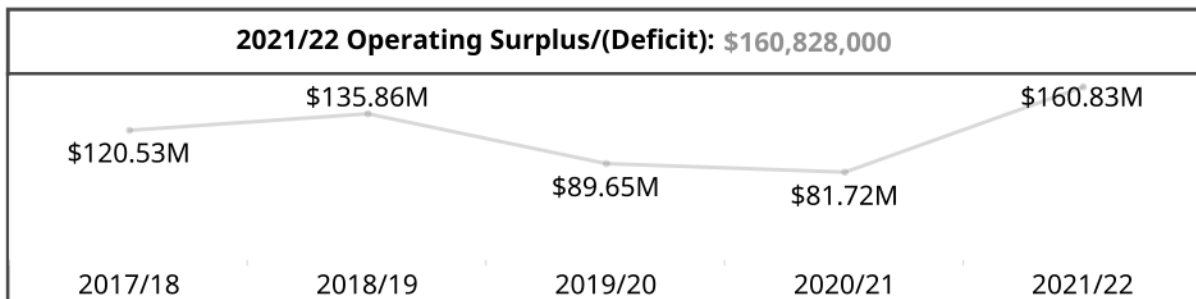 2021/22 Operating Surplus/(Deficit): $160,828,000
$135.86M $160.83M
$120.53M
$89.65M $81.72M
2017/18 2018/19 2019/20 2020/21 2021/22